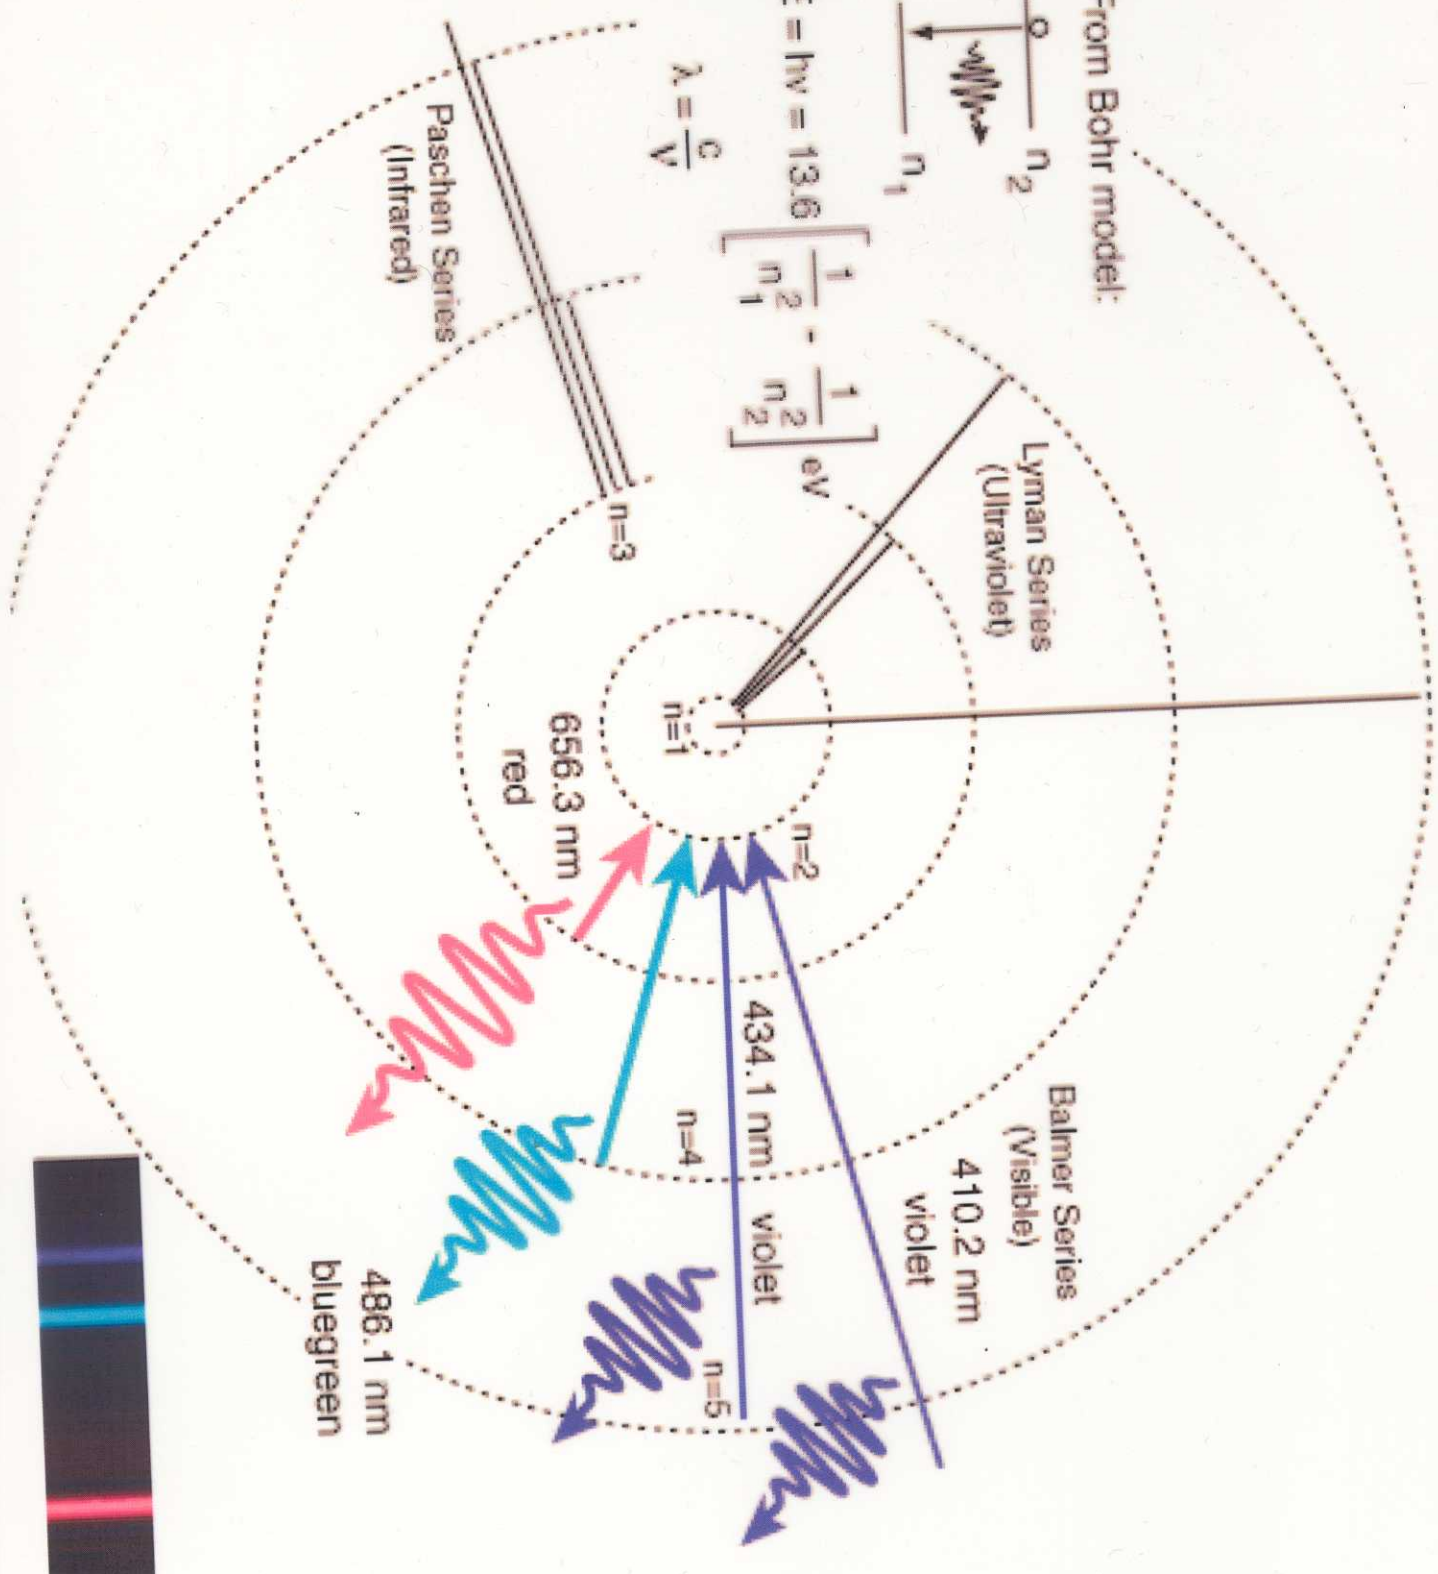 From Bohr model:
n₂
n₁
E = hν = 13.6 [1/n₁² - 1/n₂²] eV
λ = c/ν
Lyman Series
(Ultraviolet)
Balmer Series
(Visible)
410.2 nm
violet
n=2
434.1 nm violet
n=5
n=4
n=1
n=3
656.3 nm
red
Paschen Series
(Infrared)
486.1 nm
bluegreen